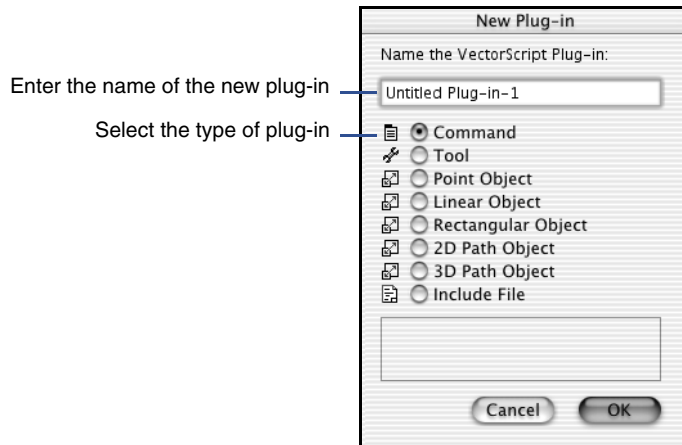 New Plug-in
Name the VectorScript Plug-in:
Enter the name of the new plug-in
Untitled Plug-in-1
Select the type of plug-in
Command
Tool
Point Object
Linear Object
Rectangular Object
2D Path Object
3D Path Object
Include File
Cancel
OK